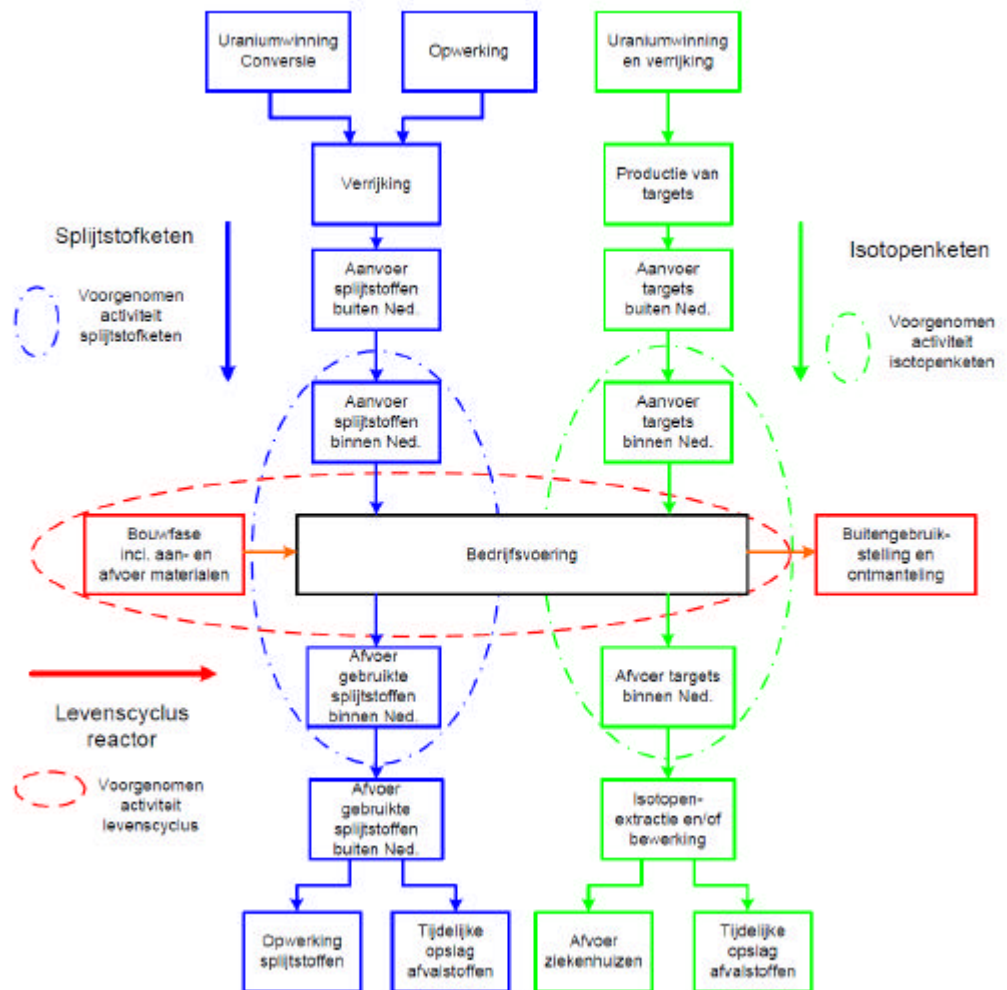 Uraniumwinning
Conversie
Opwerking
Uraniumwinning
en verrijking
Verrijking
Productie van
targets
Splijtstofketen
Voorgenomen
activiteit
splijtstofketen
Aanvoer
splijtstoffen
buiten Ned.
Aanvoer
targets
buiten Ned.
Isotopenketen
Voorgenomen
activiteit
isotopenketen
Aanvoer
splijtstoffen
binnen Ned.
Aanvoer
targets
binnen Ned.
Bouwfase
incl. aan- en
afvoer materialen
Bedrijfsvoering
Buitengebruik-
stelling en
ontmanteling
Afvoer
gebruikte
splijtstoffen
binnen Ned.
Afvoer targets
binnen Ned.
Levenscyclus
reactor
Voorgenomen
activiteit
levenscyclus
Afvoer
gebruikte
splijtstoffen
buiten Ned.
Isotopen-
extractie en/of
bewerking
Opwerking
splijtstoffen
Tijdelijke
opslag
afvalstoffen
Afvoer
ziekenhuizen
Tijdelijke
opslag
afvalstoffen